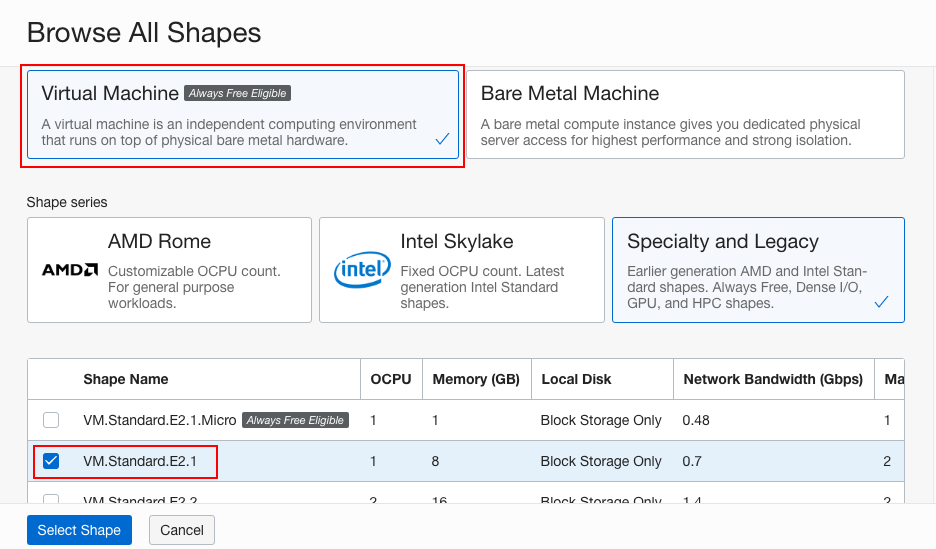 Browse All Shapes
Virtual Machine Always Free Eligible
A virtual machine is an independent computing environment
that runs on top of physical bare metal hardware.
Bare Metal Machine
A bare metal compute instance gives you dedicated physical
server access for highest performance and strong isolation.
Shape series
AMD
AMD Rome
Customizable OCPU count.
For general purpose
workloads.
intel
Intel Skylake
Fixed OCPU count. Latest
generation Intel Standard
shapes.
Specialty and Legacy
Earlier generation AMD and Intel Stan-
dard shapes. Always Free, Dense I/O,
GPU, and HPC shapes.
Shape Name OCPU Memory (GB) Local Disk Network Bandwidth (Gbps) Ma
VM.Standard.E2.1.Micro Always Free Eligible 1 1 Block Storage Only 0.48 1
VM.Standard.E2.1 1 8 Block Storage Only 0.7 2
VM.Standard.E2.2 2 16 Block Storage Only 1.4 2
Select Shape Cancel